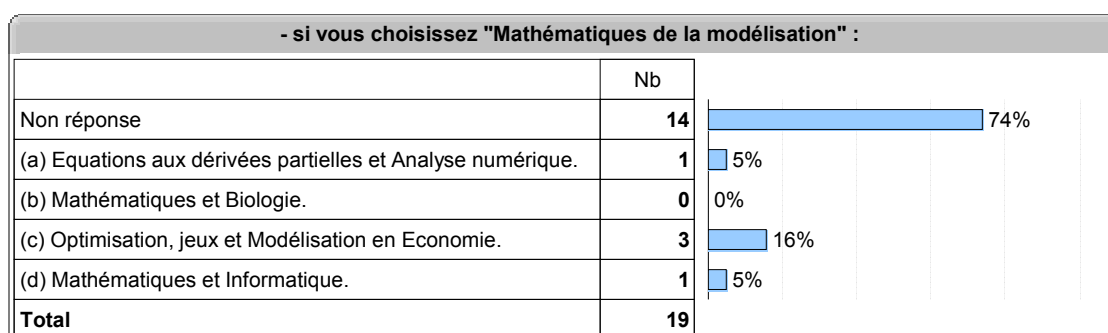 - si vous choisissez "Mathématiques de la modélisation" :
Nb
Non réponse 14 74%
(a) Equations aux dérivées partielles et Analyse numérique. 1 5%
(b) Mathématiques et Biologie. 0 0%
(c) Optimisation, jeux et Modélisation en Economie. 3 16%
(d) Mathématiques et Informatique. 1 5%
Total 19